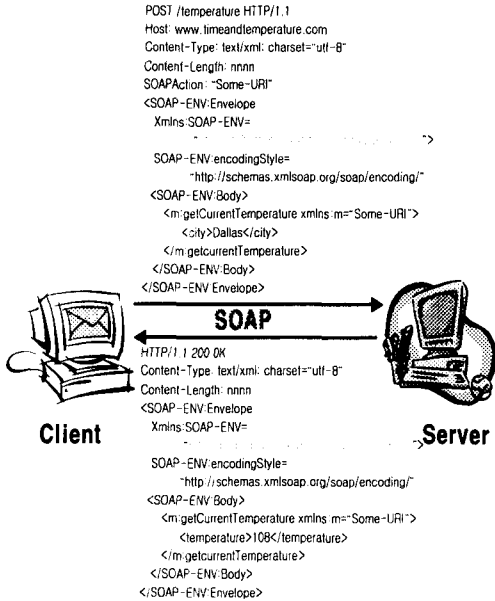 POST /temperature HTTP/1.1
Host: www.timeandtemperature.com
Content-Type: text/xml: charset="utf-8"
Content-Length: nnnn
SOAPAction: "Some-URI"
<SOAP-ENV:Envelope
Xmlns:SOAP-ENV=
">
SOAP-ENV:encodingStyle=
"http://schemas.xmlsoap.org/soap/encoding/"
<SOAP-ENV:Body>
<m:getCurrentTemperature xmlns:m="Some-URI">
<city>Dallas</city>
</m:getcurrentTemperature>
</SOAP-ENV:Body>
</SOAP-ENV:Envelope>
SOAP
HTTP/1.1 200 OK
Content-Type: text/xml: charset="utf-8"
Content-Length: nnnn
<SOAP-ENV:Envelope
Xmlns:SOAP-ENV=
">
Client
Server
SOAP-ENV:encodingStyle=
"http://schemas.xmlsoap.org/soap/encoding/"
<SOAP-ENV:Body>
<m:getCurrentTemperature xmlns:m="Some-URI">
<temperature>108</temperature>
</m:getcurrentTemperature>
</SOAP-ENV:Body>
</SOAP-ENV:Envelope>